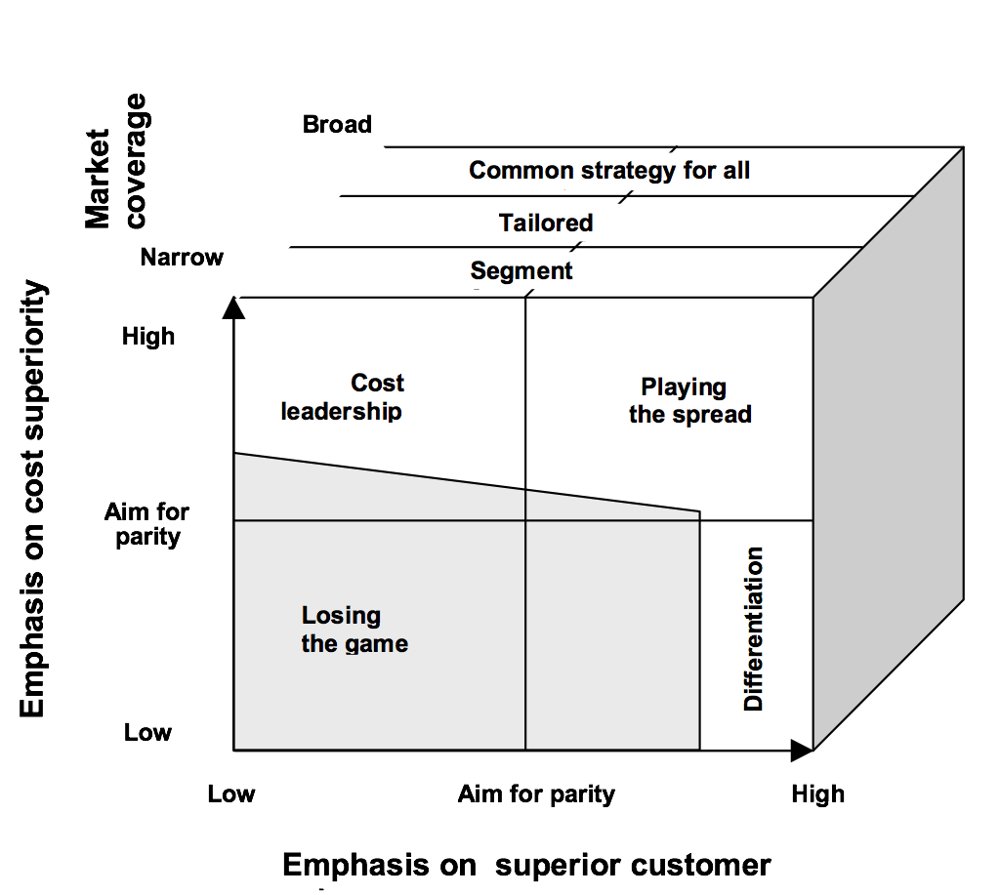 Market
coverage
Broad
Common strategy for all
Tailored
Narrow
Segment
Emphasis on cost superiority
High
Cost
leadership
Playing
the spread
Aim for
parity
Differentiation
Losing
the game
Low
Low
Aim for parity
High
Emphasis on superior customer